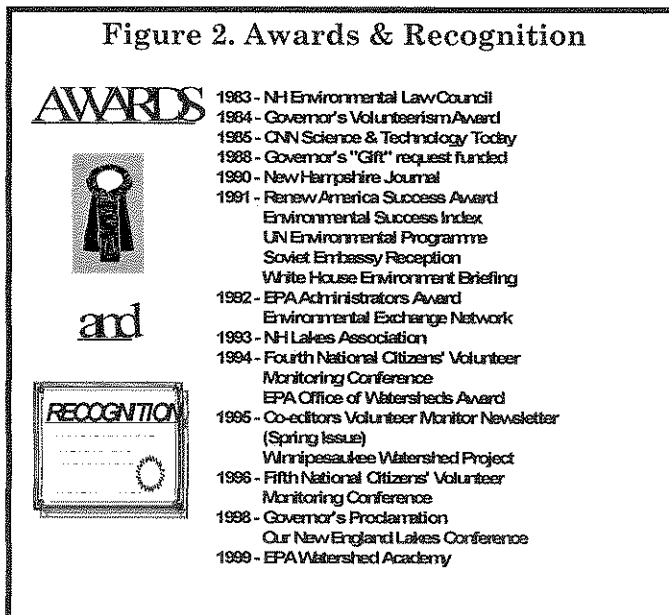 Figure 2. Awards & Recognition
AWARDS
and
RECOGNITION
1983 - NH Environmental Law Council
1984 - Governor's Volunteerism Award
1985 - CNN Science & Technology Today
1988 - Governor's "Gift" request funded
1990 - New Hampshire Journal
1991 - Renew America Success Award
Environmental Success Index
UN Environmental Programme
Soviet Embassy Reception
White House Environment Briefing
1992 - EPA Administrators Award
Environmental Exchange Network
1993 - NH Lakes Association
1994 - Fourth National Citizens' Volunteer
Monitoring Conference
EPA Office of Watersheds Award
1995 - Co-editors Volunteer Monitor Newsletter
(Spring Issue)
Winnipesaukee Watershed Project
1996 - Fifth National Citizens' Volunteer
Monitoring Conference
1998 - Governor's Proclamation
Our New England Lakes Conference
1999 - EPA Watershed Academy